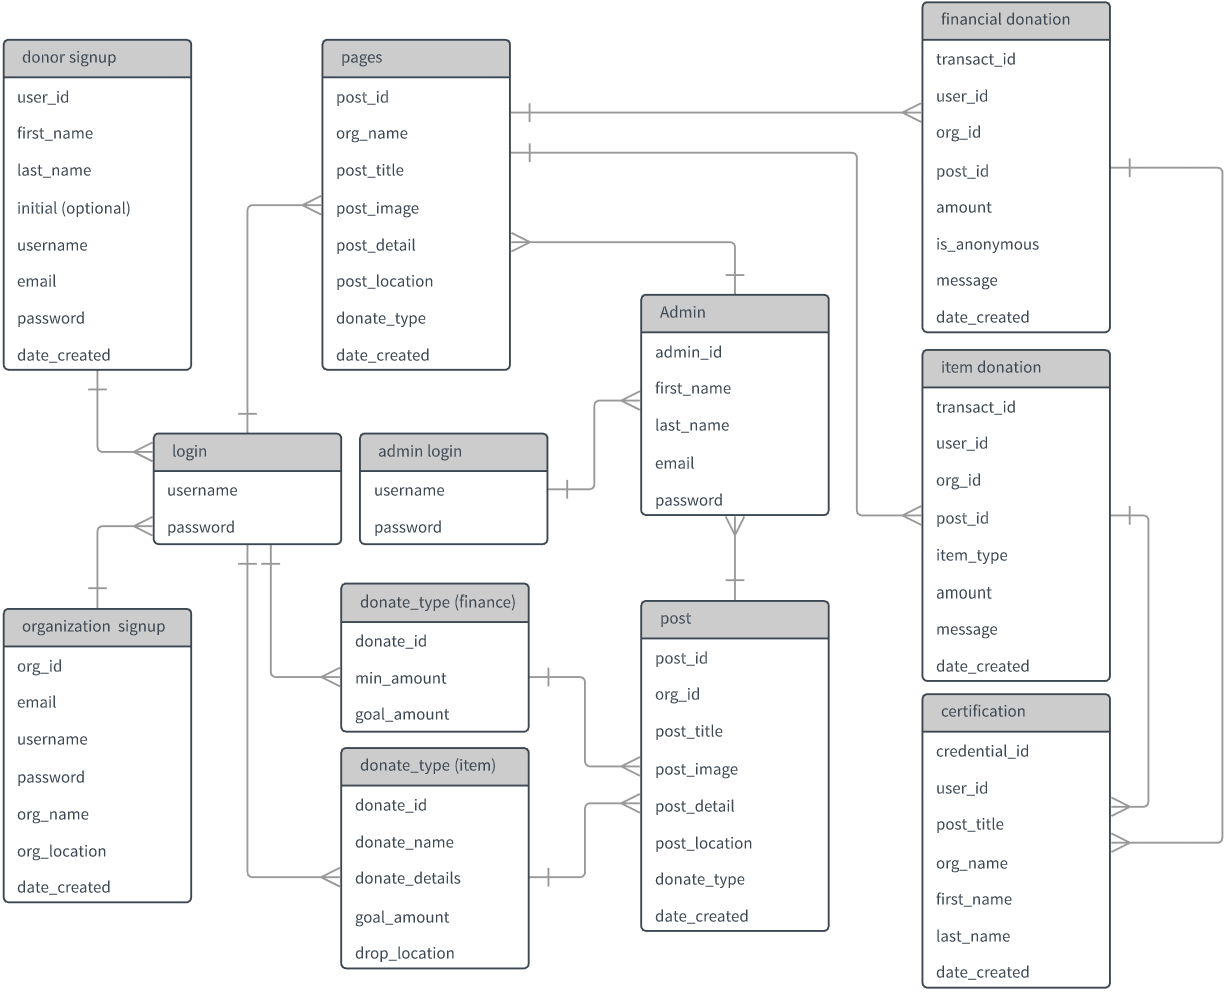 donor signup
user_id
first_name
last_name
initial (optional)
username
email
password
date_created
pages
post_id
org_name
post_title
post_image
post_detail
post_location
donate_type
date_created
financial donation
transact_id
user_id
org_id
post_id
amount
is_anonymous
message
date_created
Admin
admin_id
first_name
last_name
email
password
item donation
transact_id
user_id
org_id
post_id
item_type
amount
message
date_created
login
username
password
admin login
username
password
organization signup
org_id
email
username
password
org_name
org_location
date_created
donate_type (finance)
donate_id
min_amount
goal_amount
donate_type (item)
donate_id
donate_name
donate_details
goal_amount
drop_location
post
post_id
org_id
post_title
post_image
post_detail
post_location
donate_type
date_created
certification
credential_id
user_id
post_title
org_name
first_name
last_name
date_created